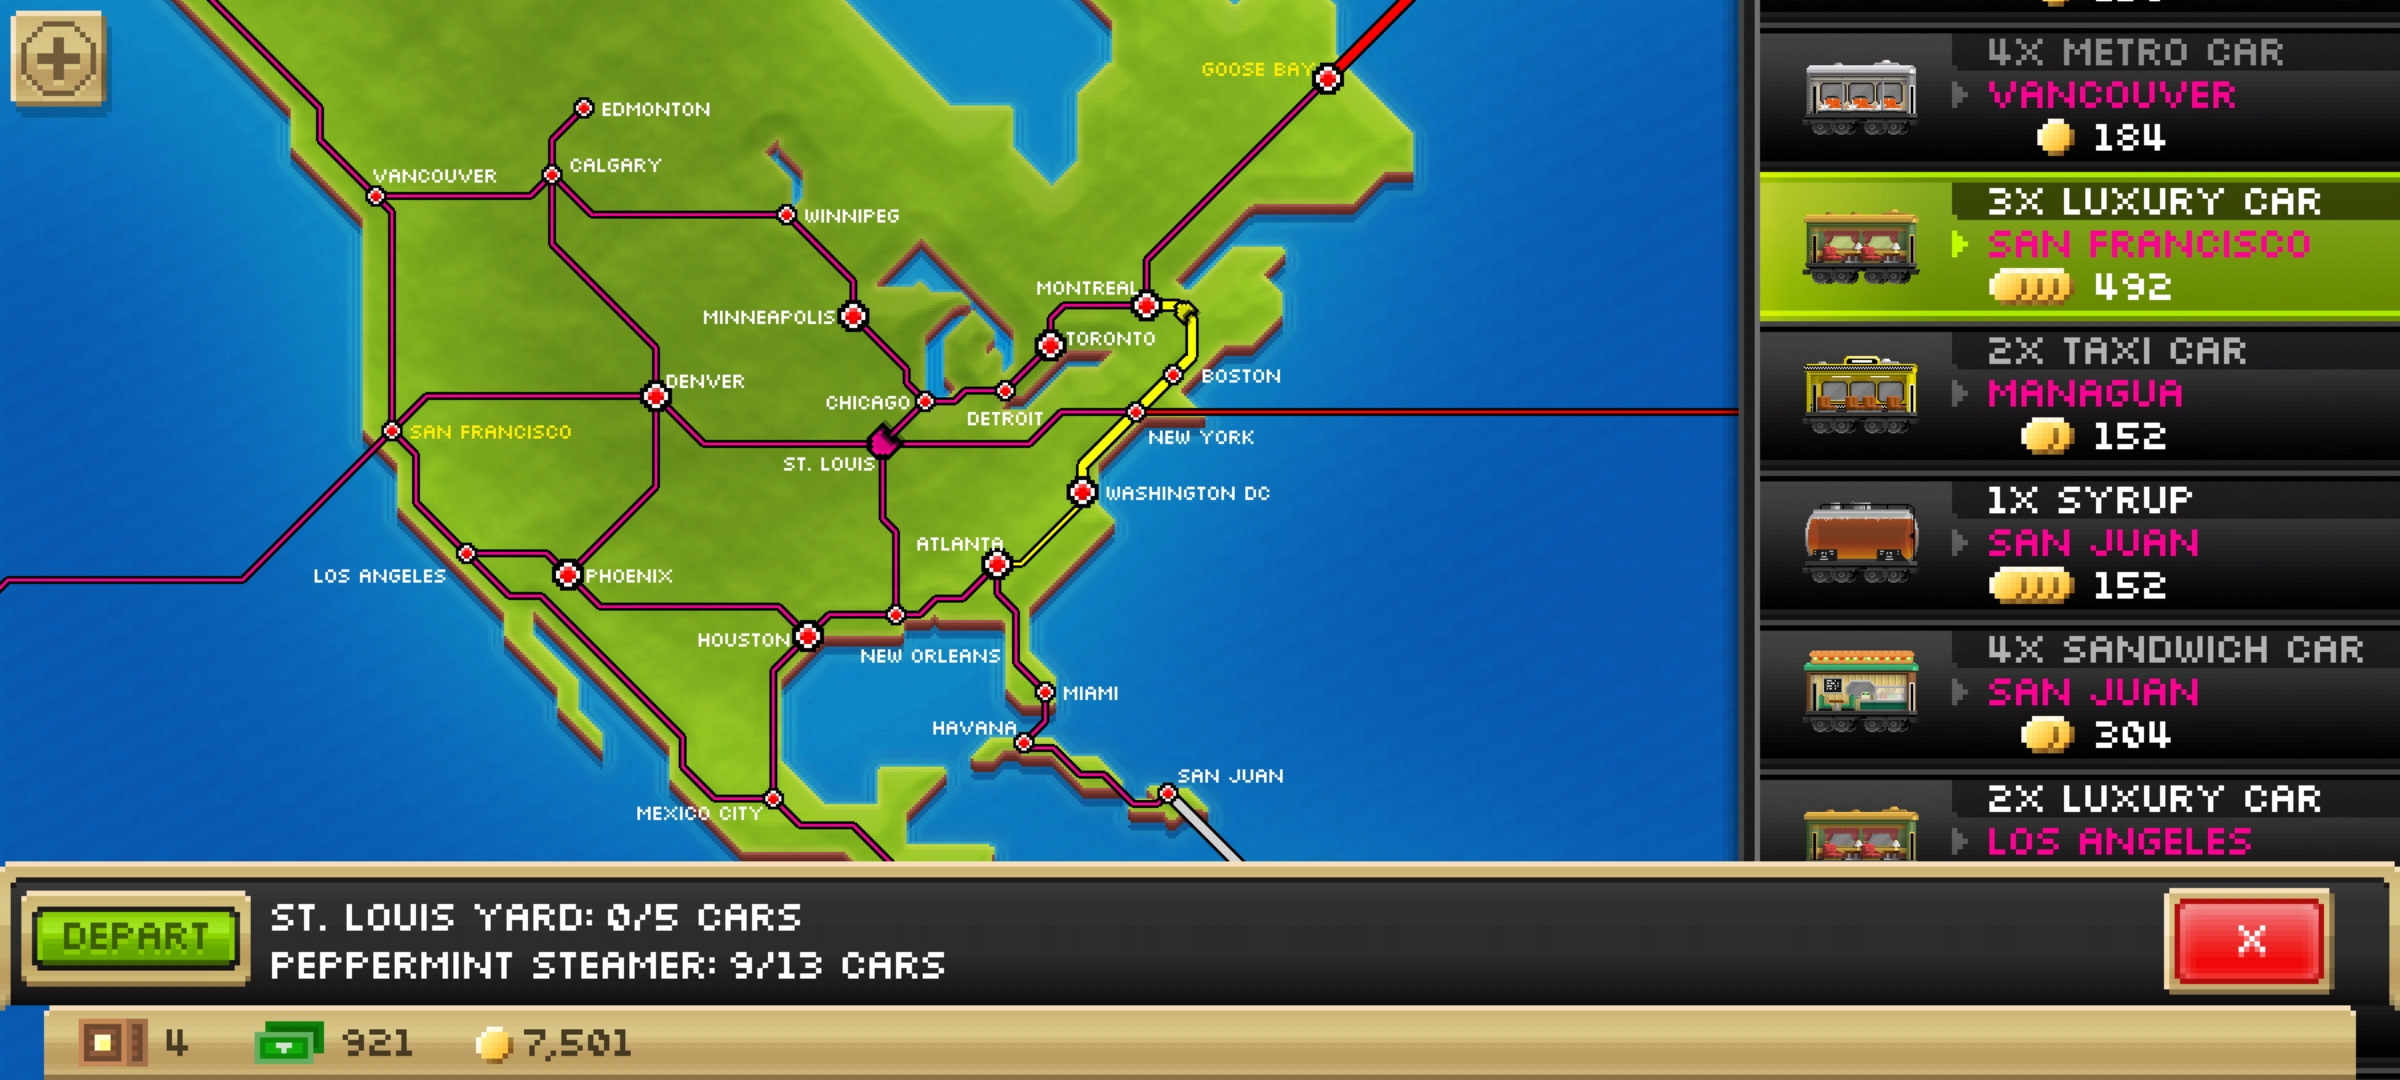 GOOSE BAY
EDMONTON
CALGARY
VANCOUVER
WINNIPEG
MONTREAL
MINNEAPOLIS
TORONTO
DENVER
BOSTON
CHICAGO
DETROIT
SAN FRANCISCO
NEW YORK
ST. LOUIS
WASHINGTON DC
ATLANTA
LOS ANGELES
PHOENIX
HOUSTON
NEW ORLEANS
MIAMI
HAVANA
SAN JUAN
MEXICO CITY
4X METRO CAR
VANCOUVER
184
3X LUXURY CAR
SAN FRANCISCO
492
2X TAXI CAR
MANAGUA
152
1X SYRUP
SAN JUAN
152
4X SANDWICH CAR
SAN JUAN
304
2X LUXURY CAR
LOS ANGELES
DEPART
ST. LOUIS YARD: 0/5 CARS
PEPPERMINT STEAMER: 9/13 CARS
X
4
921
7,501